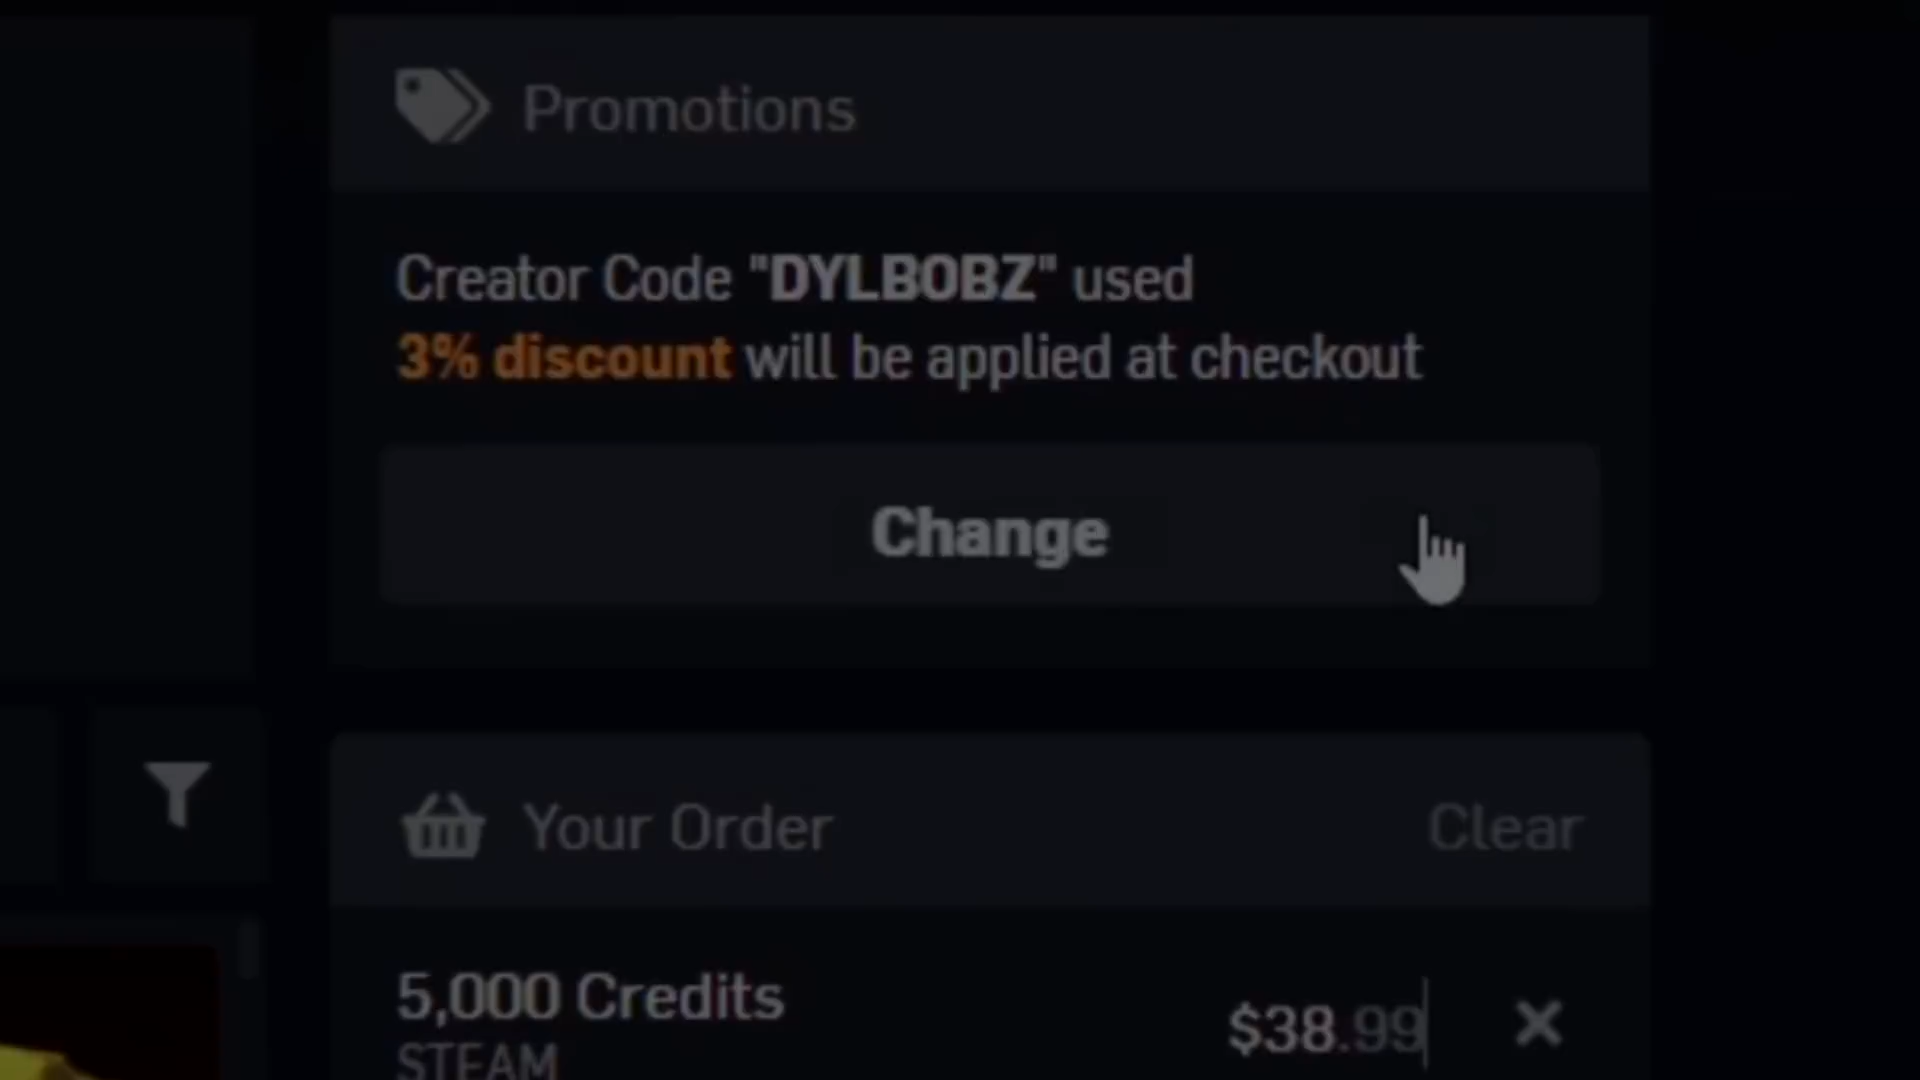 Promotions
Creator Code "DYLBOBZ" used
3% discount will be applied at checkout
Change
Your Order
Clear
5,000 Credits
$38.99
STEAM